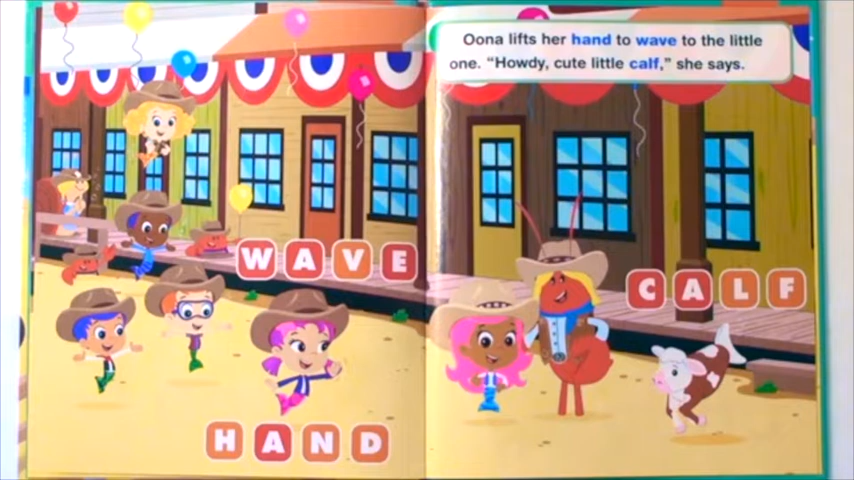 Oona lifts her hand to wave to the little
one. “Howdy, cute little calf,” she says.
WAVE
CALF
HAND